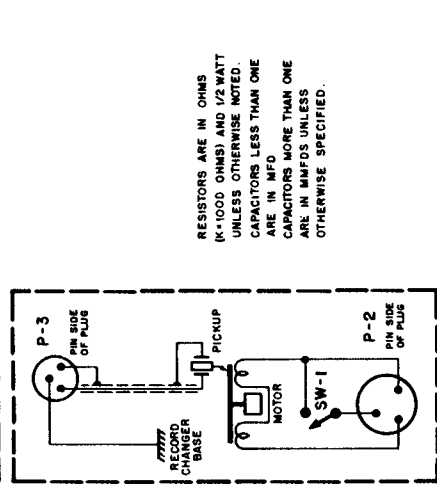 RESISTORS ARE IN OHMS
(K=1000 OHMS) AND 1/2 WATT
UNLESS OTHERWISE NOTED.
CAPACITORS LESS THAN ONE
ARE IN MFD
CAPACITORS MORE THAN ONE
ARE IN MMFDS UNLESS
OTHERWISE SPECIFIED.
P-3
PIN SIDE
OF PLUG
PICKUP
RECORD
CHANGER
BASE
MOTOR
SW-1
P-2
PIN SIDE
OF PLUG